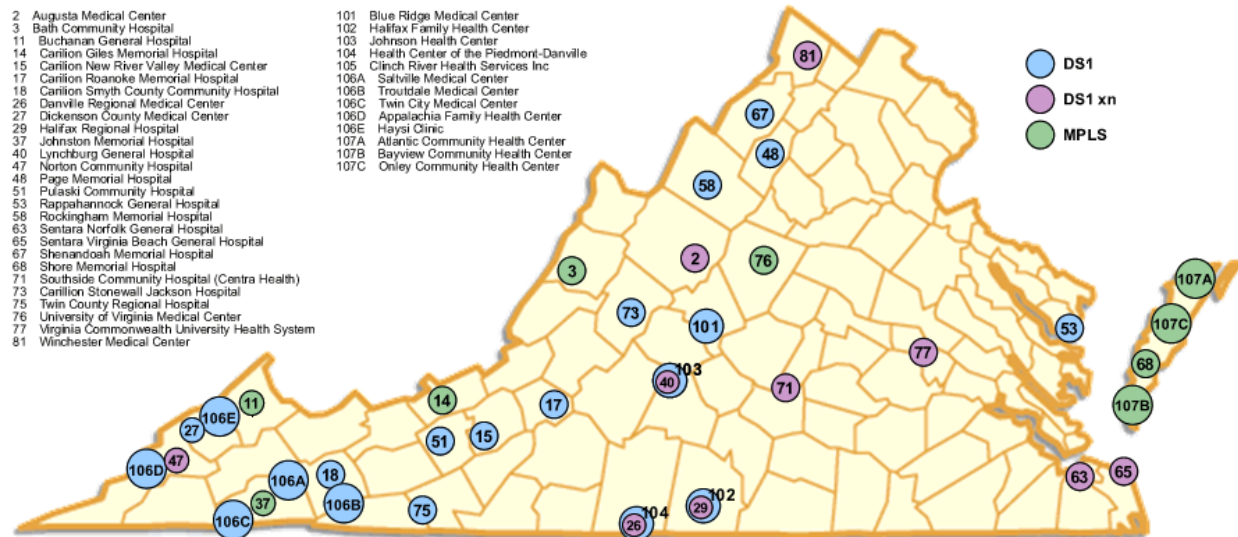 2 Augusta Medical Center
3 Bath Community Hospital
11 Buchanan General Hospital
14 Carilion Giles Memorial Hospital
15 Carilion New River Valley Medical Center
17 Carilion Roanoke Memorial Hospital
18 Carilion Smyth County Community Hospital
26 Danville Regional Medical Center
27 Dickenson County Medical Center
29 Halifax Regional Hospital
37 Johnston Memorial Hospital
40 Lynchburg General Hospital
47 Norton Community Hospital
48 Page Memorial Hospital
51 Pulaski Community Hospital
53 Rappahannock General Hospital
58 Rockingham Memorial Hospital
63 Sentara Norfolk General Hospital
65 Sentara Virginia Beach General Hospital
67 Shenandoah Memorial Hospital
68 Shore Memorial Hospital
71 Southside Community Hospital (Centra Health)
73 Carillion Stonewall Jackson Hospital
75 Twin County Regional Hospital
76 University of Virginia Medical Center
77 Virginia Commonwealth University Health System
81 Winchester Medical Center
101 Blue Ridge Medical Center
102 Halifax Family Health Center
103 Johnson Health Center
104 Health Center of the Piedmont-Danville
105 Clinch River Health Services Inc
106A Saltville Medical Center
106B Troutdale Medical Center
106C Twin City Medical Center
106D Appalachia Family Health Center
106E Haysi Clinic
107A Atlantic Community Health Center
107B Bayview Community Health Center
107C Onley Community Health Center
DS1
DS1 xn
MPLS
81
67
48
58
2
76
3
107A
73
101
107C
53
77
68
103
40
71
14
11
17
107B
106E
27
51
15
47
106D
65
18
63
106A
102
37
106B
29
75
104
106C
26